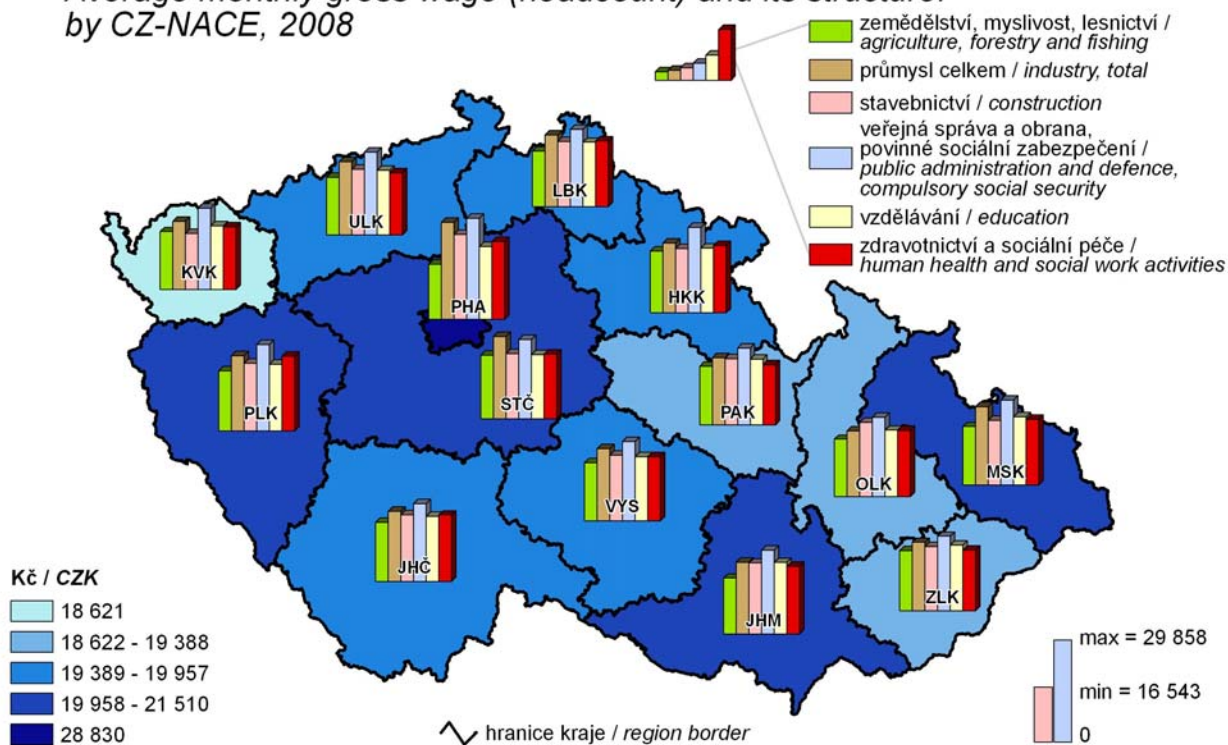 by CZ-NACE, 2008
zemědělství, myslivost, lesnictví /
agriculture, forestry and fishing
průmysl celkem / industry, total
stavebnictví / construction
veřejná správa a obrana,
povinné sociální zabezpečení /
public administration and defence,
compulsory social security
vzdělávání / education
zdravotnictví a sociální péče /
human health and social work activities
LBK
ULK
KVK
HKK
PHA
STČ
PLK
PAK
MSK
OLK
VYS
JHČ
ZLK
JHM
Kč / CZK
18 621
18 622 - 19 388
19 389 - 19 957
19 958 - 21 510
28 830
hranice kraje / region border
max = 29 858
min = 16 543
0